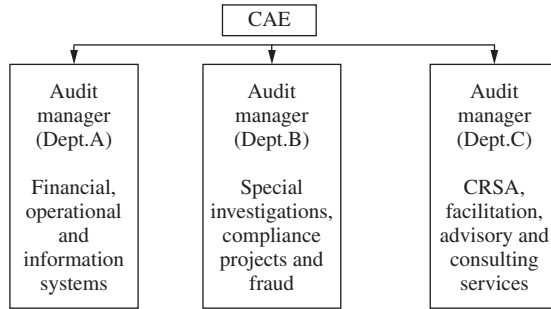 CAE
Audit
manager
(Dept.A)
Financial,
operational
and
information
systems
Audit
manager
(Dept.B)
Special
investigations,
compliance
projects and
fraud
Audit
manager
(Dept.C)
CRSA,
facilitation,
advisory and
consulting
services